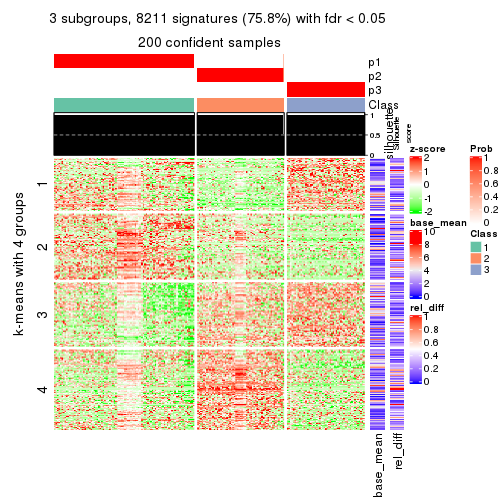 3 subgroups, 8211 signatures (75.8%) with fdr < 0.05
200 confident samples
p1
p2
p3
Class
1
0.5
0
silhouette
Silhouette
score
k-means with 4 groups
1
2
3
4
base_mean
rel_diff
z-score
2
1
0
-1
-2
base_mean
10
8
6
4
2
0
rel_diff
1
0.8
0.6
0.4
0.2
0
Prob
1
0.8
0.6
0.4
0.2
0
Class
1
2
3